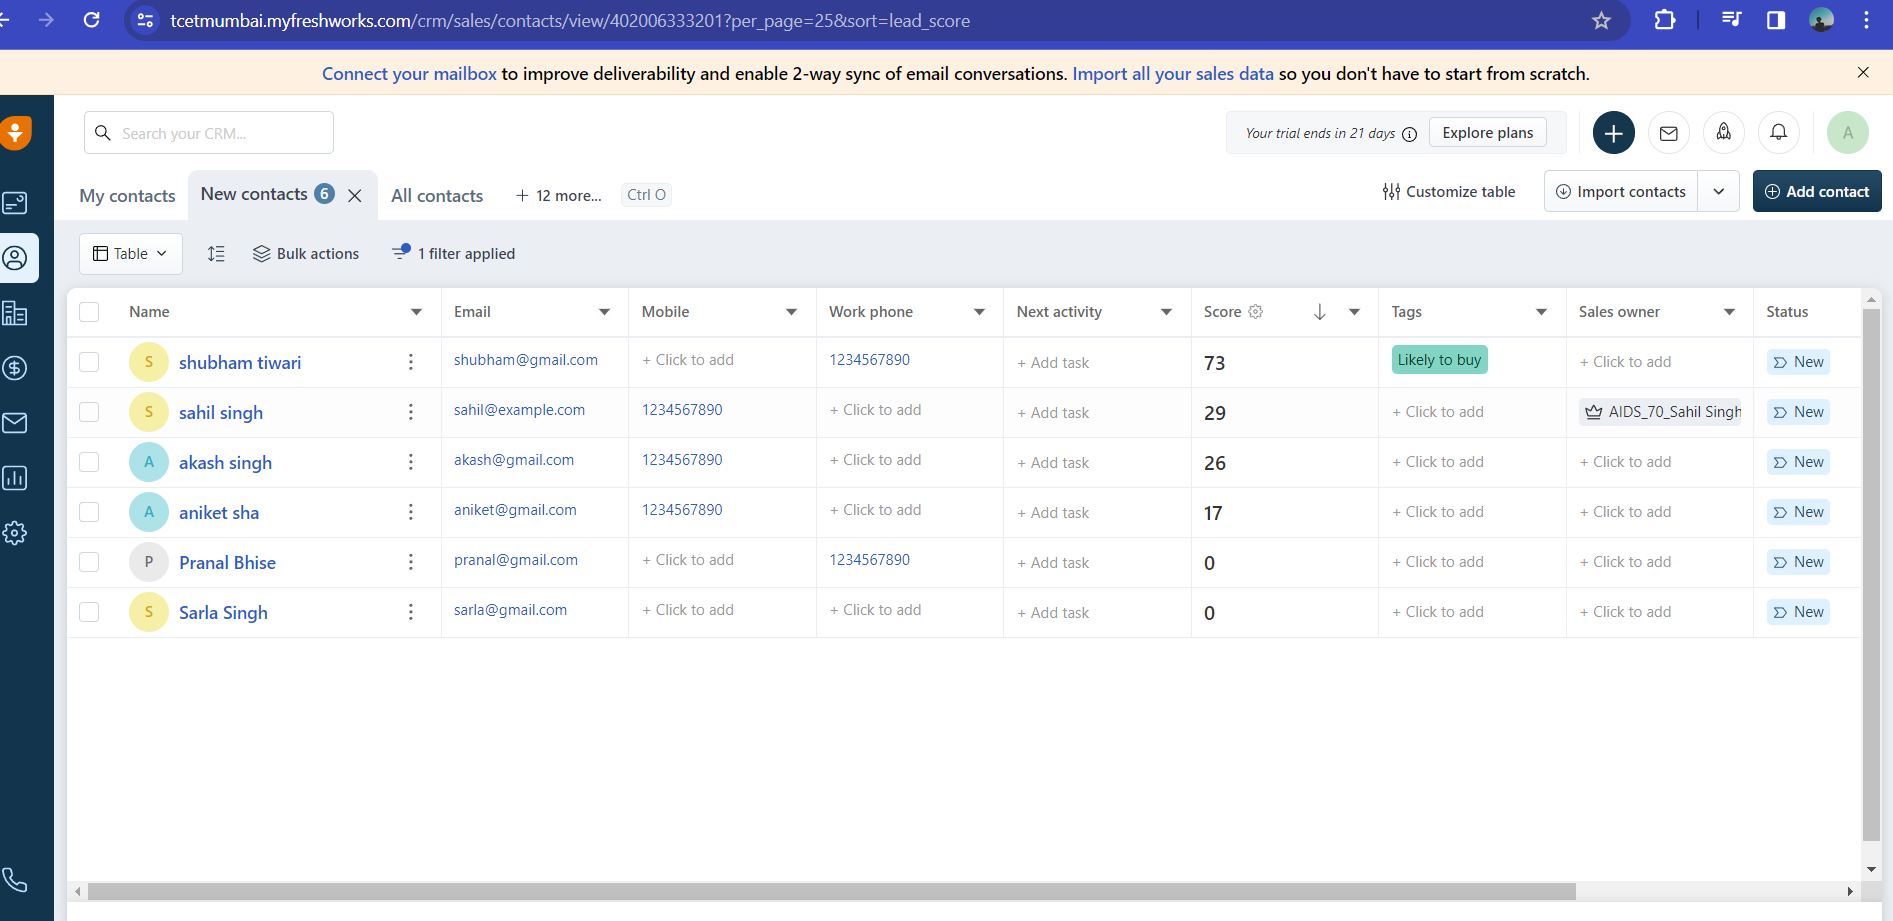 tcetmumbai.myfreshworks.com/crm/sales/contacts/view/402006333201?per_page=25&sort=lead_score
Connect your mailbox to improve deliverability and enable 2-way sync of email conversations. Import all your sales data so you don't have to start from scratch.
Search your CRM...
Your trial ends in 21 days
Explore plans
A
My contacts
New contacts 6
All contacts
+ 12 more...
Ctrl O
Customize table
Import contacts
Add contact
Table
Bulk actions
1 filter applied
Name Email Mobile Work phone Next activity Score Tags Sales owner Status
S shubham tiwari shubham@gmail.com + Click to add 1234567890 + Add task 73 Likely to buy + Click to add New
S sahil singh sahil@example.com 1234567890 + Click to add + Add task 29 + Click to add AIDS_70_Sahil Singh New
A akash singh akash@gmail.com 1234567890 + Click to add + Add task 26 + Click to add + Click to add New
A aniket sha aniket@gmail.com 1234567890 + Click to add + Add task 17 + Click to add + Click to add New
P Pranal Bhise pranal@gmail.com + Click to add 1234567890 + Add task 0 + Click to add + Click to add New
S Sarla Singh sarla@gmail.com + Click to add + Click to add + Add task 0 + Click to add + Click to add New